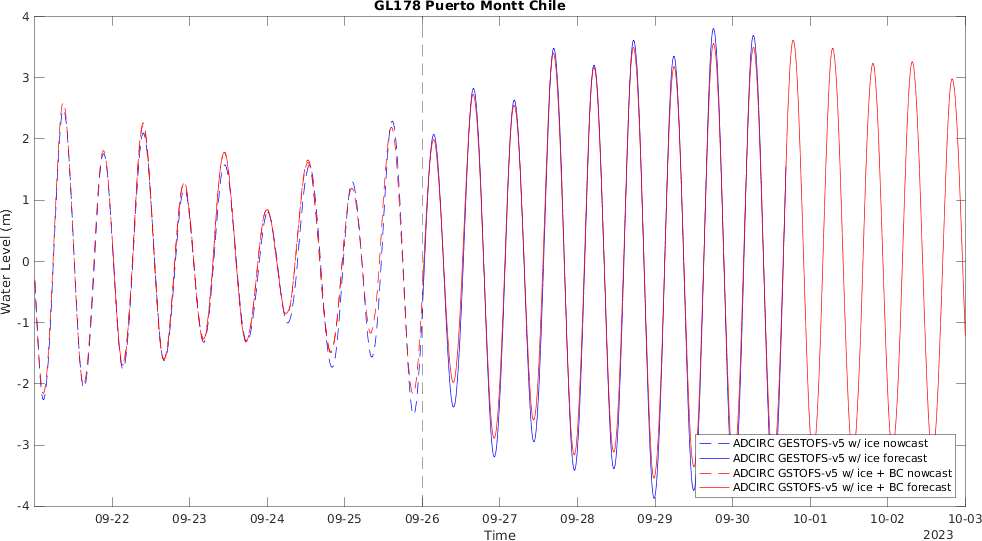 GL178 Puerto Montt Chile
4
3
2
1
0
-1
-2
-3
-4
Water Level (m)
ADCIRC GESTOFS-v5 w/ ice nowcast
ADCIRC GESTOFS-v5 w/ ice forecast
ADCIRC GSTOFS-v5 w/ ice + BC nowcast
ADCIRC GSTOFS-v5 w/ ice + BC forecast
09-22 09-23 09-24 09-25 09-26 09-27 09-28 09-29 09-30 10-01 10-02 10-03
Time
2023